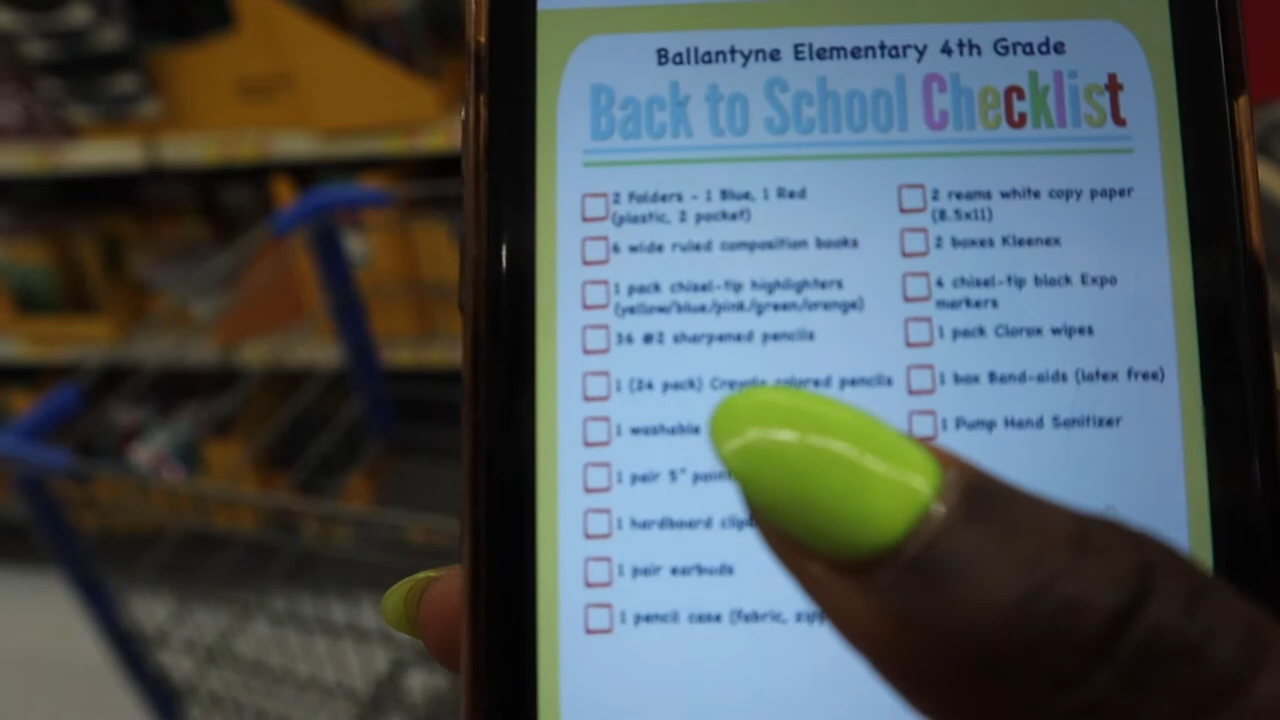 Ballantyne Elementary 4th Grade
Back to School Checklist
2 Folders - 1 Blue, 1 Red
(plastic, 2 pocket)
6 wide ruled composition books
1 pack chisel-tip highlighters
(yellow/blue/pink/green/orange)
36 #2 sharpened pencils
1 (24 pack) Crayola colored pencils
1 washable
1 pair 5"
1 hardboard
1 pair earbuds
1 pencil case (fabric,
2 reams white copy paper
(8.5x11)
2 boxes Kleenex
4 chisel-tip black Expo
markers
1 pack Clorox wipes
1 box Band-aids (latex free)
1 Pump Hand Sanitizer